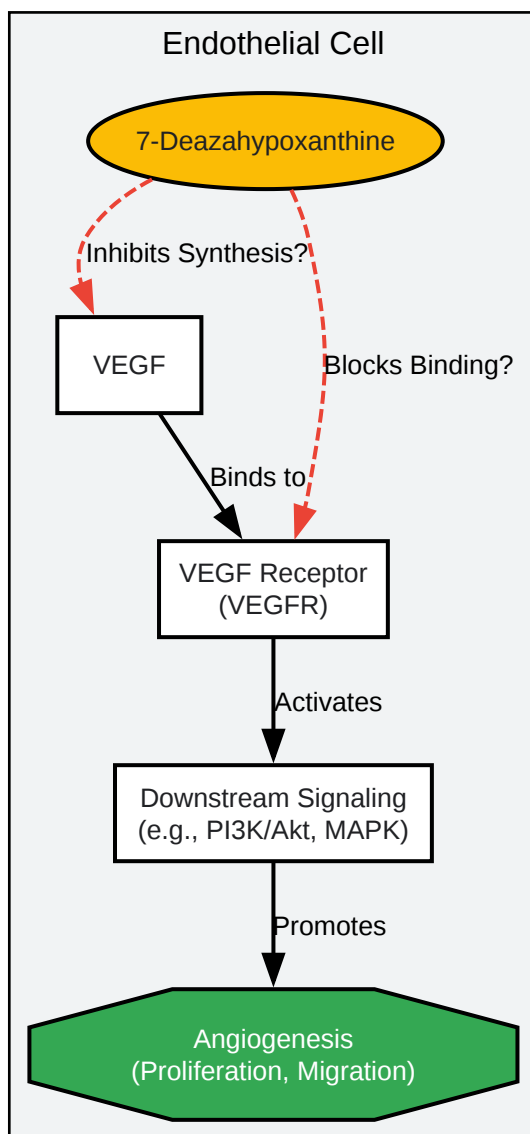 Endothelial Cell
7-Deazahypoxanthine
Inhibits Synthesis?
VEGF
Blocks Binding?
Binds to
VEGF Receptor
(VEGFR)
Activates
Downstream Signaling
(e.g., PI3K/Akt, MAPK)
Promotes
Angiogenesis
(Proliferation, Migration)